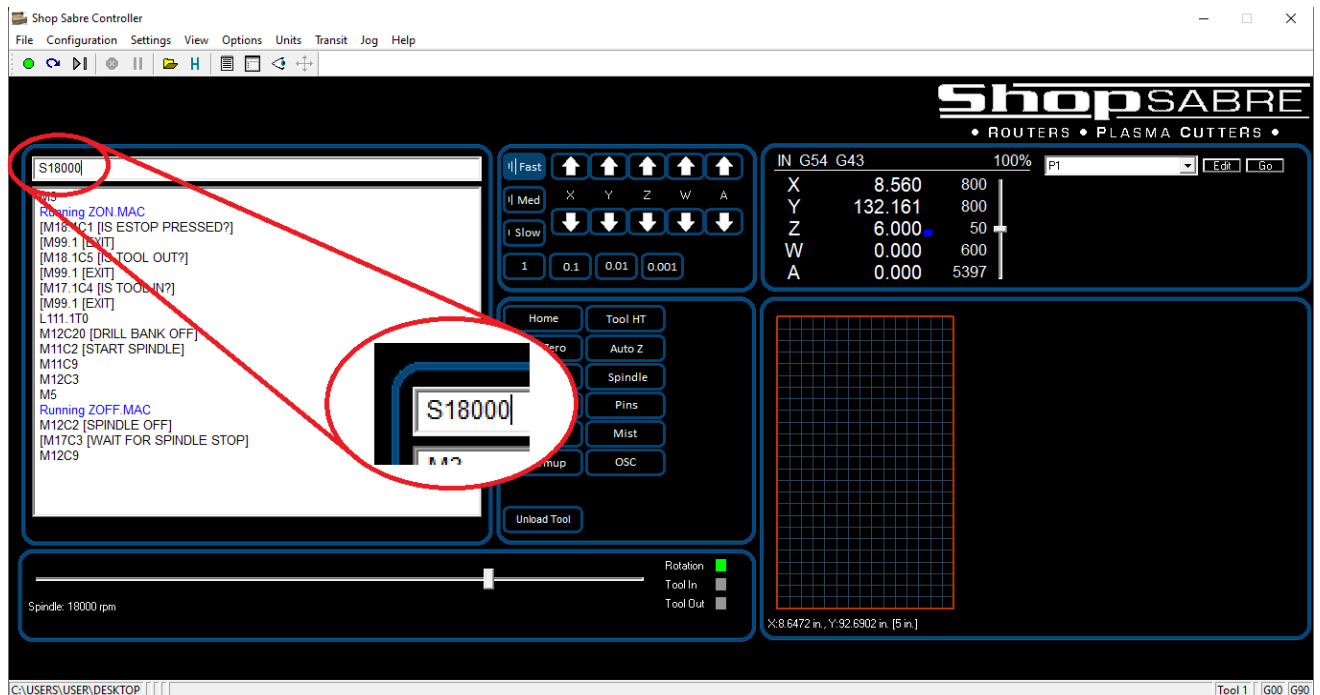 Shop Sabre Controller
File Configuration Settings View Options Units Transit Jog Help
H
ShopSABRE
• ROUTERS • PLASMA CUTTERS •
S18000
M3
Running ZON.MAC
[M18.1C1 [IS ESTOP PRESSED?]
[M99.1 [EXIT]
[M18.1C5 [IS TOOL OUT?]
[M99.1 [EXIT]
[M17.1C4 [IS TOOL IN?]
[M99.1 [EXIT]
L111.1T0
M12C20 [DRILL BANK OFF]
M11C2 [START SPINDLE]
M11C9
M12C3
M5
Running ZOFF.MAC
M12C2 [SPINDLE OFF]
[M17C3 [WAIT FOR SPINDLE STOP]
M12C9
S18000
M3
Fast
Med X Y Z W A
Slow
1 0.1 0.01 0.001
Home Tool HT
Auto Z
Spindle
Pins
Mist
OSC
Unload Tool
IN G54 G43 100% P1 Edit Go
X 8.560 800
Y 132.161 800
Z 6.000 50
W 0.000 600
A 0.000 5397
X:8.6472 in., Y:92.6902 in. [5 in.]
Rotation
Tool In
Tool Out
Spindle: 18000 rpm
C:\USERS\USER\DESKTOP
Tool 1 G00 G90